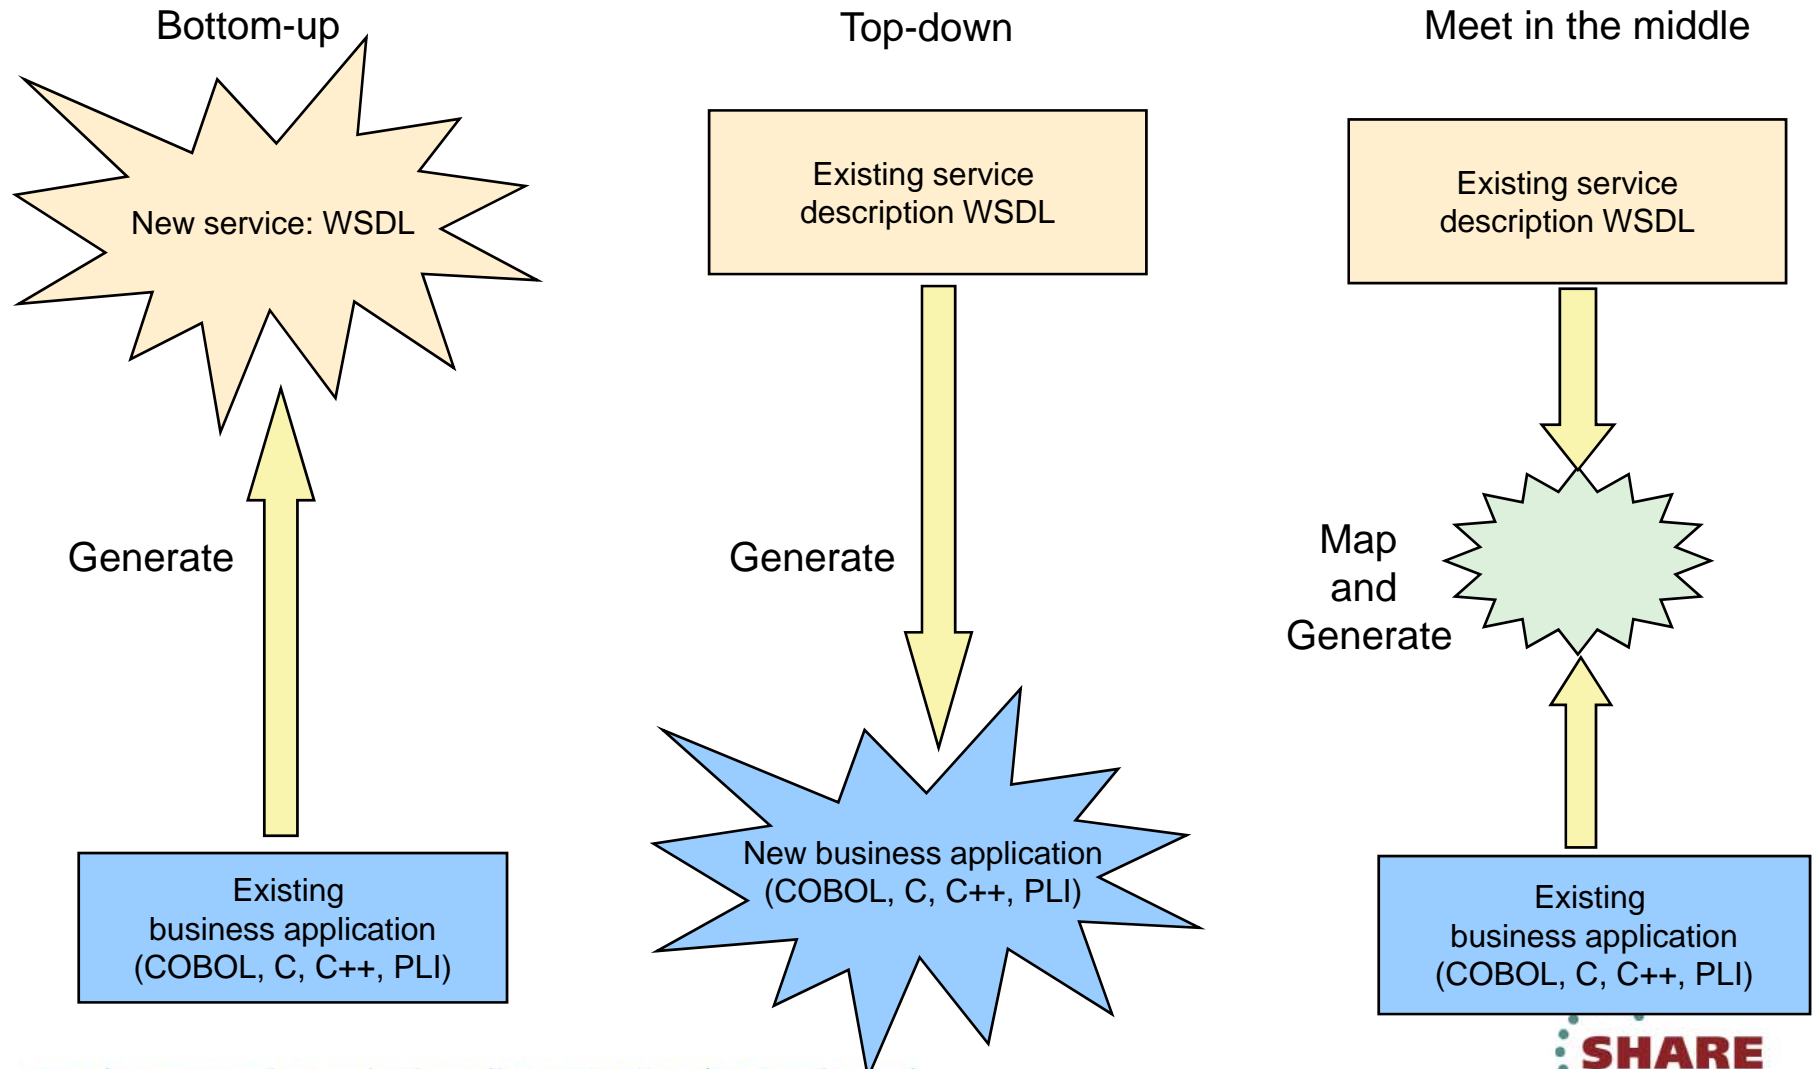 Bottom-up
New service: WSDL
Generate
Existing
business application
(COBOL, C, C++, PLI)
Top-down
Existing service
description WSDL
Generate
New business application
(COBOL, C, C++, PLI)
Meet in the middle
Existing service
description WSDL
Map
and
Generate
Existing
business application
(COBOL, C, C++, PLI)
SHARE